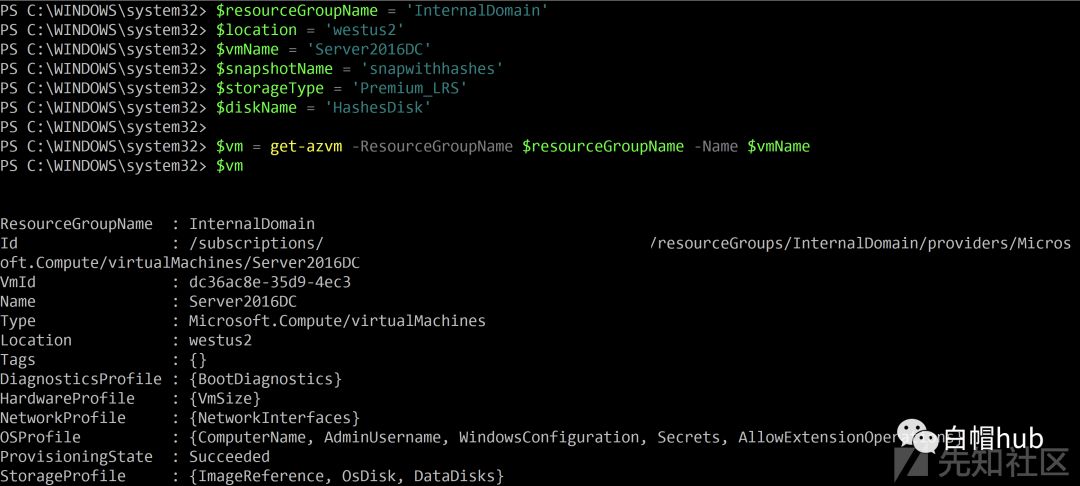 PS C:\WINDOWS\system32> $resourceGroupName = 'InternalDomain'
PS C:\WINDOWS\system32> $location = 'westus2'
PS C:\WINDOWS\system32> $vmName = 'Server2016DC'
PS C:\WINDOWS\system32> $snapshotName = 'snapwithhashes'
PS C:\WINDOWS\system32> $storageType = 'Premium_LRS'
PS C:\WINDOWS\system32> $diskName = 'HashesDisk'
PS C:\WINDOWS\system32>
PS C:\WINDOWS\system32> $vm = get-azvm -ResourceGroupName $resourceGroupName -Name $vmName
PS C:\WINDOWS\system32> $vm
ResourceGroupName : InternalDomain
Id : /subscriptions/ /resourceGroups/InternalDomain/providers/Micros
oft.Compute/virtualMachines/Server2016DC
VmId : dc36ac8e-35d9-4ec3
Name : Server2016DC
Type : Microsoft.Compute/virtualMachines
Location : westus2
Tags : {}
DiagnosticsProfile : {BootDiagnostics}
HardwareProfile : {VmSize}
NetworkProfile : {NetworkInterfaces}
OSProfile : {ComputerName, AdminUsername, WindowsConfiguration, Secrets, AllowExtensionOperations}
ProvisioningState : Succeeded
StorageProfile : {ImageReference, OsDisk, DataDisks}
白帽hub
先知社区